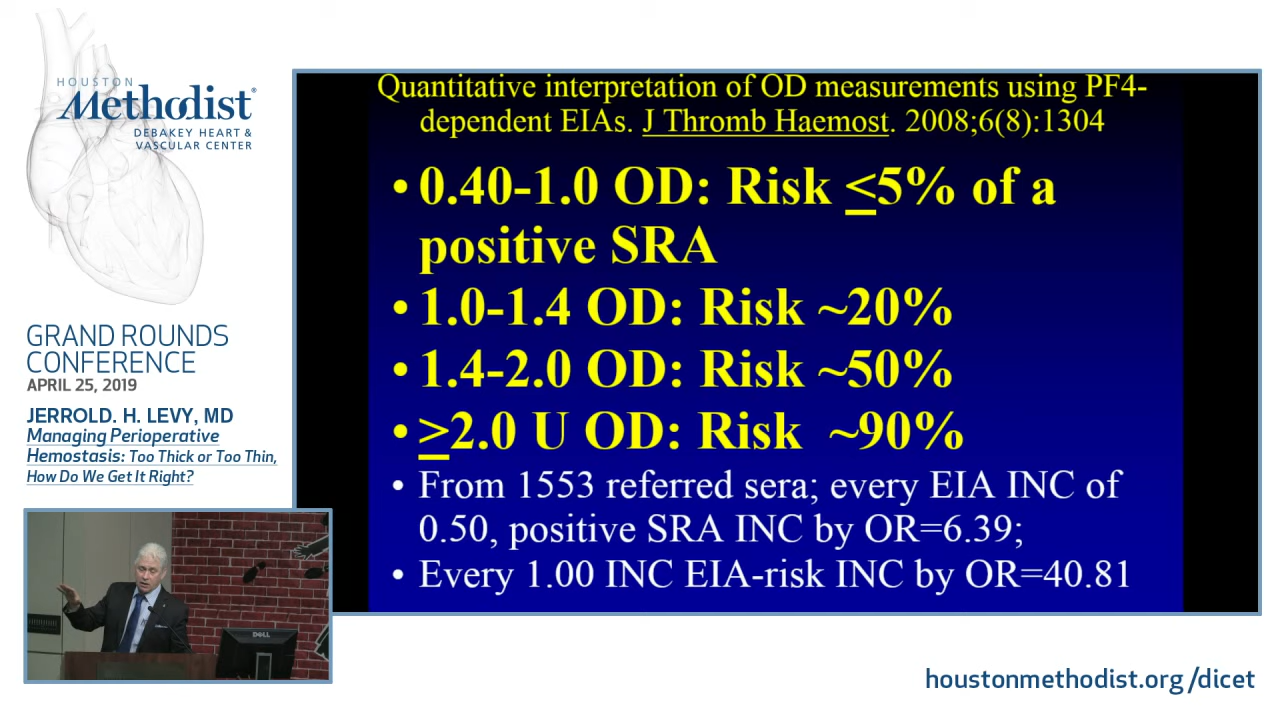 HOUSTON
Methodist®
DEBAKEY HEART &
VASCULAR CENTER
GRAND ROUNDS
CONFERENCE
APRIL 25, 2019
JERROLD. H. LEVY, MD
Managing Perioperative
Hemostasis: Too Thick or Too Thin,
How Do We Get It Right?
Quantitative interpretation of OD measurements using PF4-
dependent EIAs. J Thromb Haemost. 2008;6(8):1304
• 0.40-1.0 OD: Risk ≤5% of a
positive SRA
• 1.0-1.4 OD: Risk ~20%
• 1.4-2.0 OD: Risk ~50%
• ≥2.0 U OD: Risk ~90%
• From 1553 referred sera; every EIA INC of
0.50, positive SRA INC by OR=6.39;
• Every 1.00 INC EIA-risk INC by OR=40.81
DELL
houstonmethodist.org/dicet